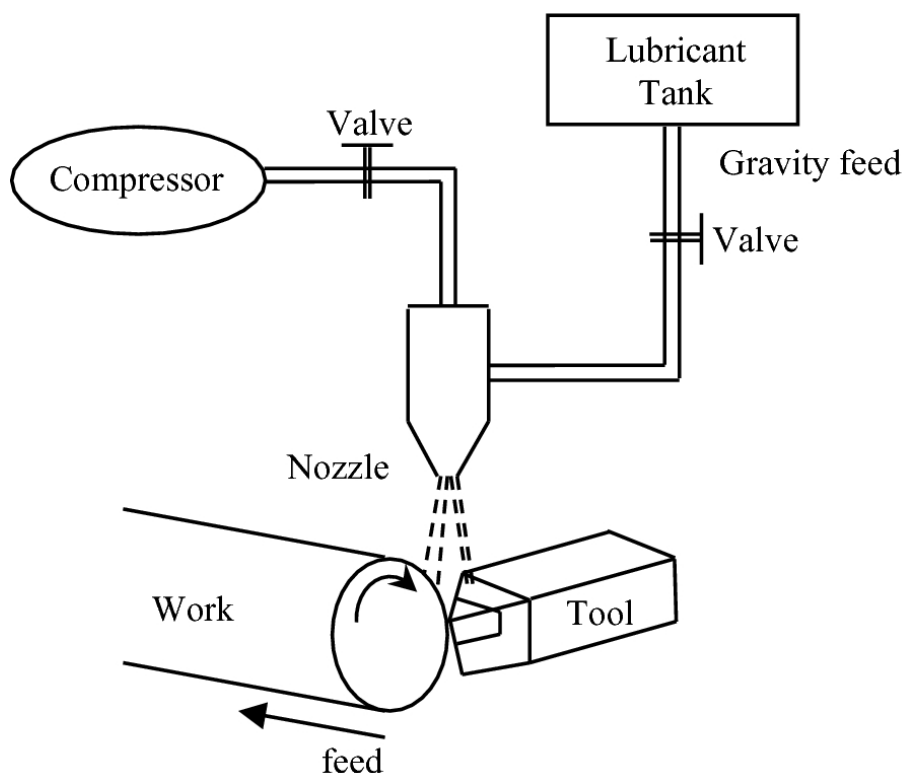 Lubricant
Tank
Valve
Compressor
Gravity feed
Valve
Nozzle
Work
Tool
feed